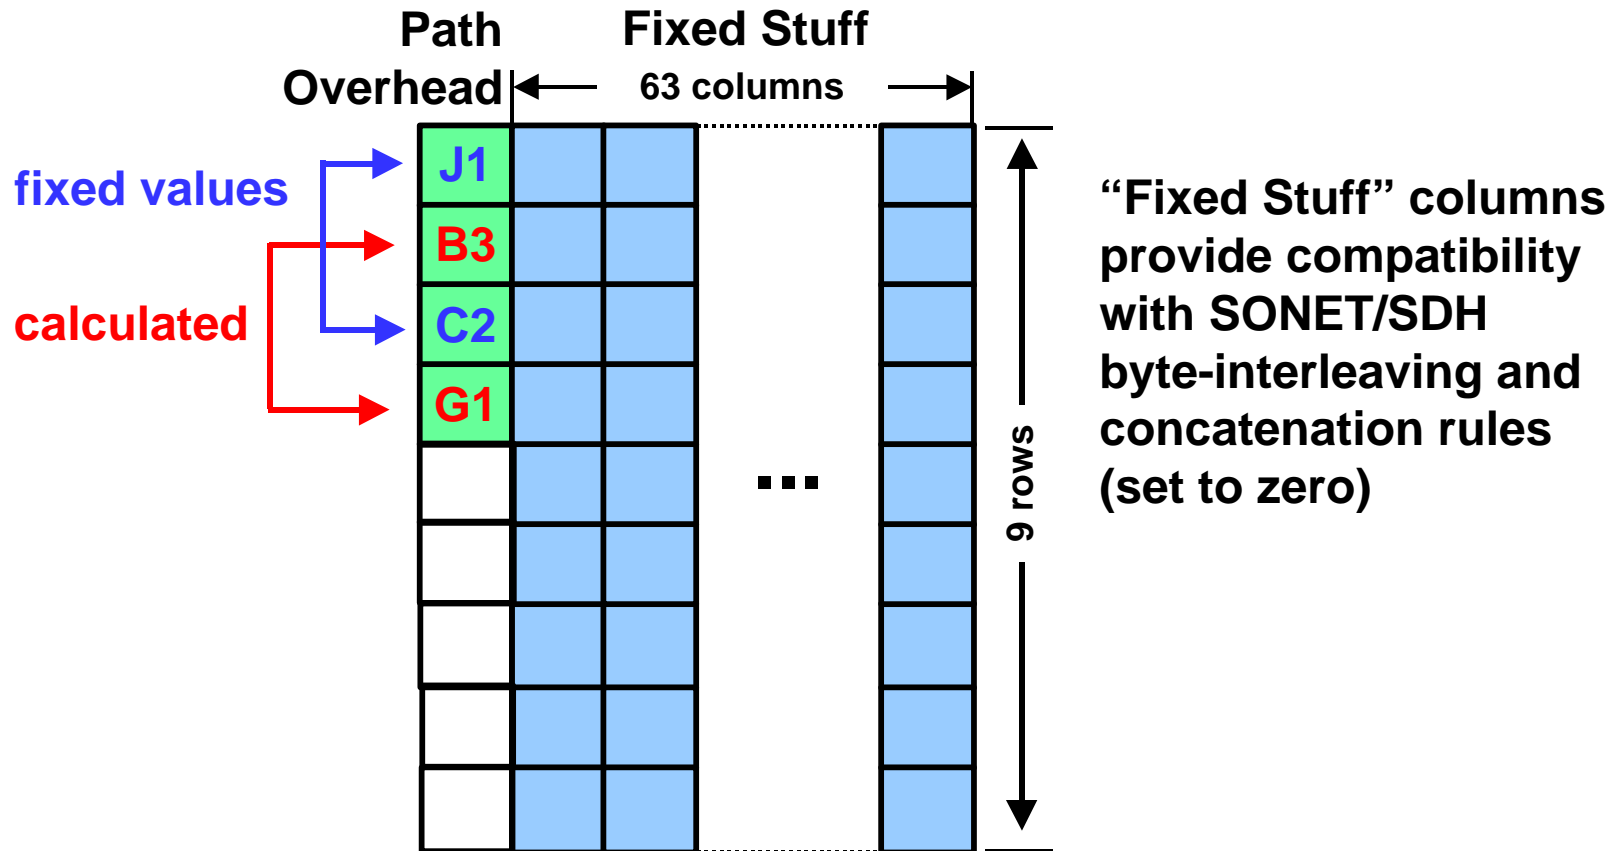 Path
Overhead
Fixed Stuff
63 columns
fixed values
calculated
J1
B3
C2
G1
...
9 rows
“Fixed Stuff” columns
provide compatibility
with SONET/SDH
byte-interleaving and
concatenation rules
(set to zero)